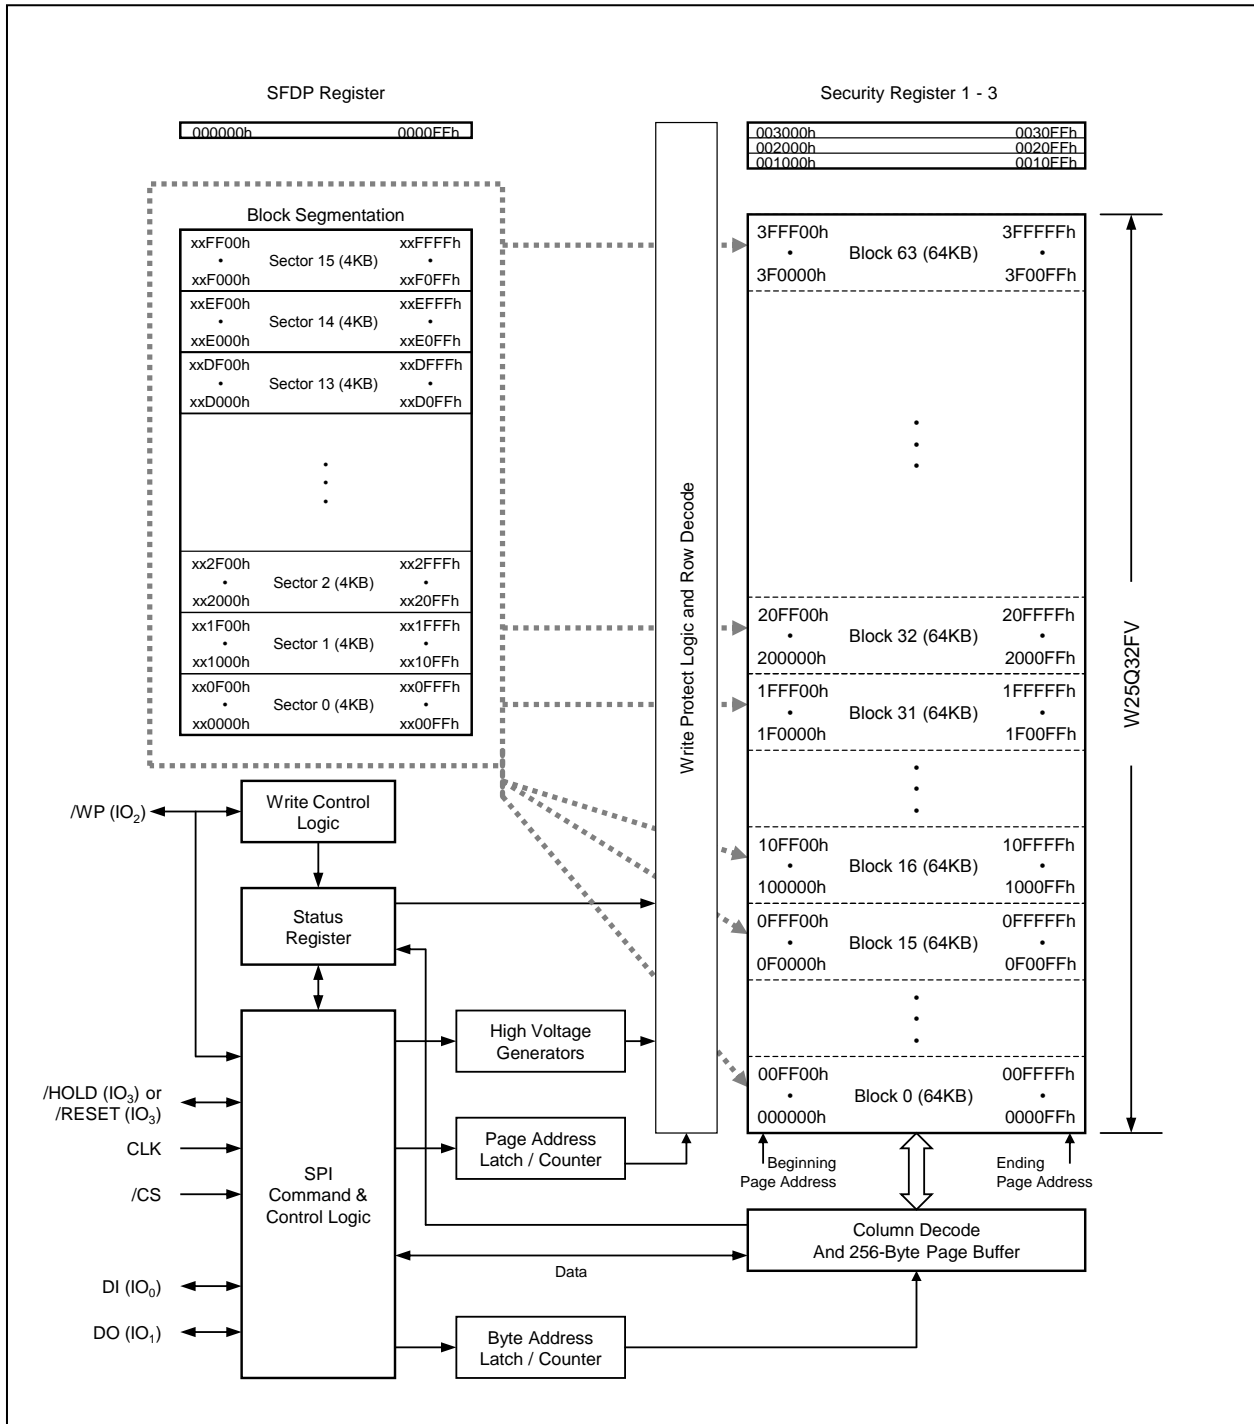 SFDP Register
000000h 0000FFh
Security Register 1 - 3
003000h 0030FFh
002000h 0020FFh
001000h 0010FFh
Block Segmentation
xxFF00h xxFFFFh
• Sector 15 (4KB) •
xxF000h xxF0FFh
xxEF00h xxEFFFh
• Sector 14 (4KB) •
xxE000h xxE0FFh
xxDF00h xxDFFFh
• Sector 13 (4KB) •
xxD000h xxD0FFh
xx2F00h xx2FFFh
• Sector 2 (4KB) •
xx2000h xx20FFh
xx1F00h xx1FFFh
• Sector 1 (4KB) •
xx1000h xx10FFh
xx0F00h xx0FFFh
• Sector 0 (4KB) •
xx0000h xx00FFh
Write Protect Logic and Row Decode
3FFF00h 3FFFFFh
• Block 63 (64KB) •
3F0000h 3F00FFh
20FF00h 20FFFFh
• Block 32 (64KB) •
200000h 2000FFh
1FFF00h 1FFFFFh
• Block 31 (64KB) •
1F0000h 1F00FFh
10FF00h 10FFFFh
• Block 16 (64KB) •
100000h 1000FFh
0FFF00h 0FFFFFh
• Block 15 (64KB) •
0F0000h 0F00FFh
00FF00h 00FFFFh
• Block 0 (64KB) •
000000h 0000FFh
W25Q32FV
Beginning
Page Address
Ending
Page Address
/WP (IO2)
Write Control
Logic
Status
Register
High Voltage
Generators
/HOLD (IO3) or
/RESET (IO3)
CLK
/CS
DI (IO0)
DO (IO1)
SPI
Command &
Control Logic
Page Address
Latch / Counter
Column Decode
And 256-Byte Page Buffer
Data
Byte Address
Latch / Counter